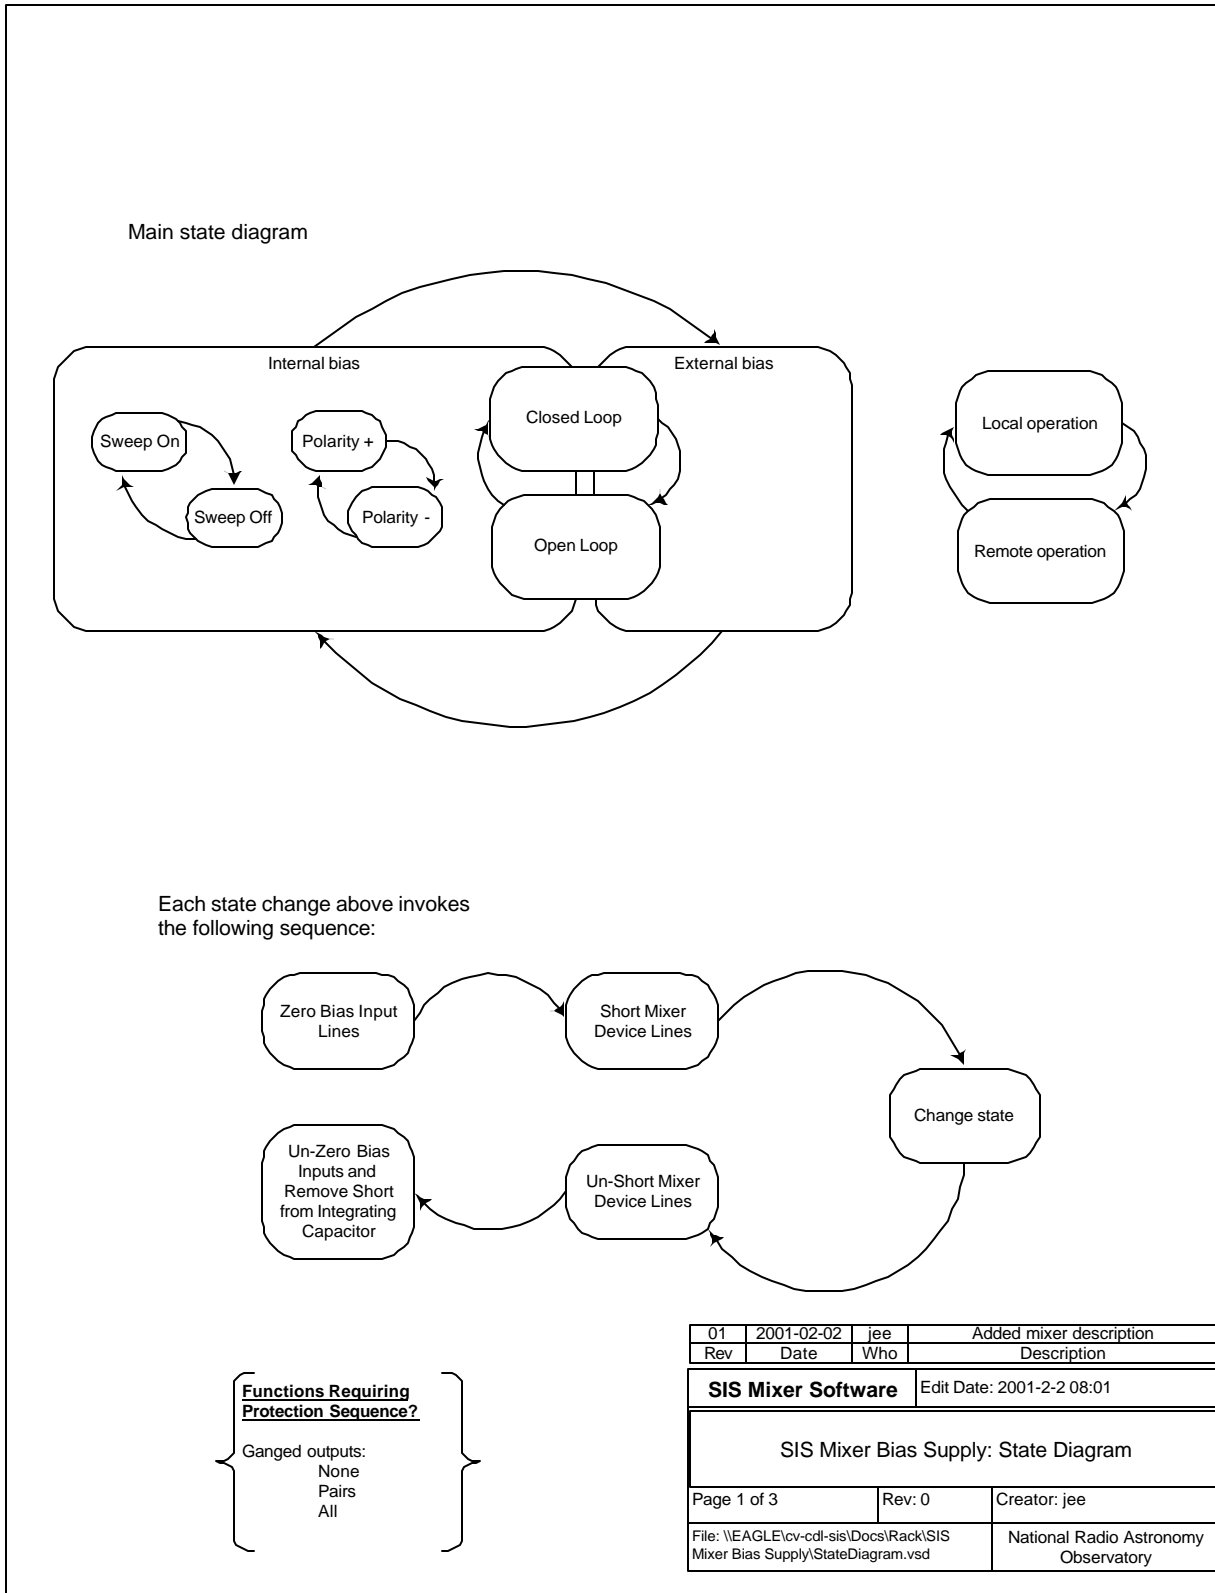 Main state diagram
Internal bias
External bias
Closed Loop
Sweep On
Polarity +
Local operation
Sweep Off
Polarity -
Open Loop
Remote operation
Each state change above invokes
the following sequence:
Zero Bias Input
Lines
Short Mixer
Device Lines
Change state
Un-Zero Bias
Inputs and
Remove Short
from Integrating
Capacitor
Un-Short Mixer
Device Lines
Functions Requiring
Protection Sequence?
Ganged outputs:
None
Pairs
All
01 2001-02-02 jee Added mixer description
Rev Date Who Description
SIS Mixer Software Edit Date: 2001-2-2 08:01
SIS Mixer Bias Supply: State Diagram
Page 1 of 3 Rev: 0 Creator: jee
File: \\EAGLE\cv-cdl-sis\Docs\Rack\SIS
Mixer Bias Supply\StateDiagram.vsd
National Radio Astronomy
Observatory